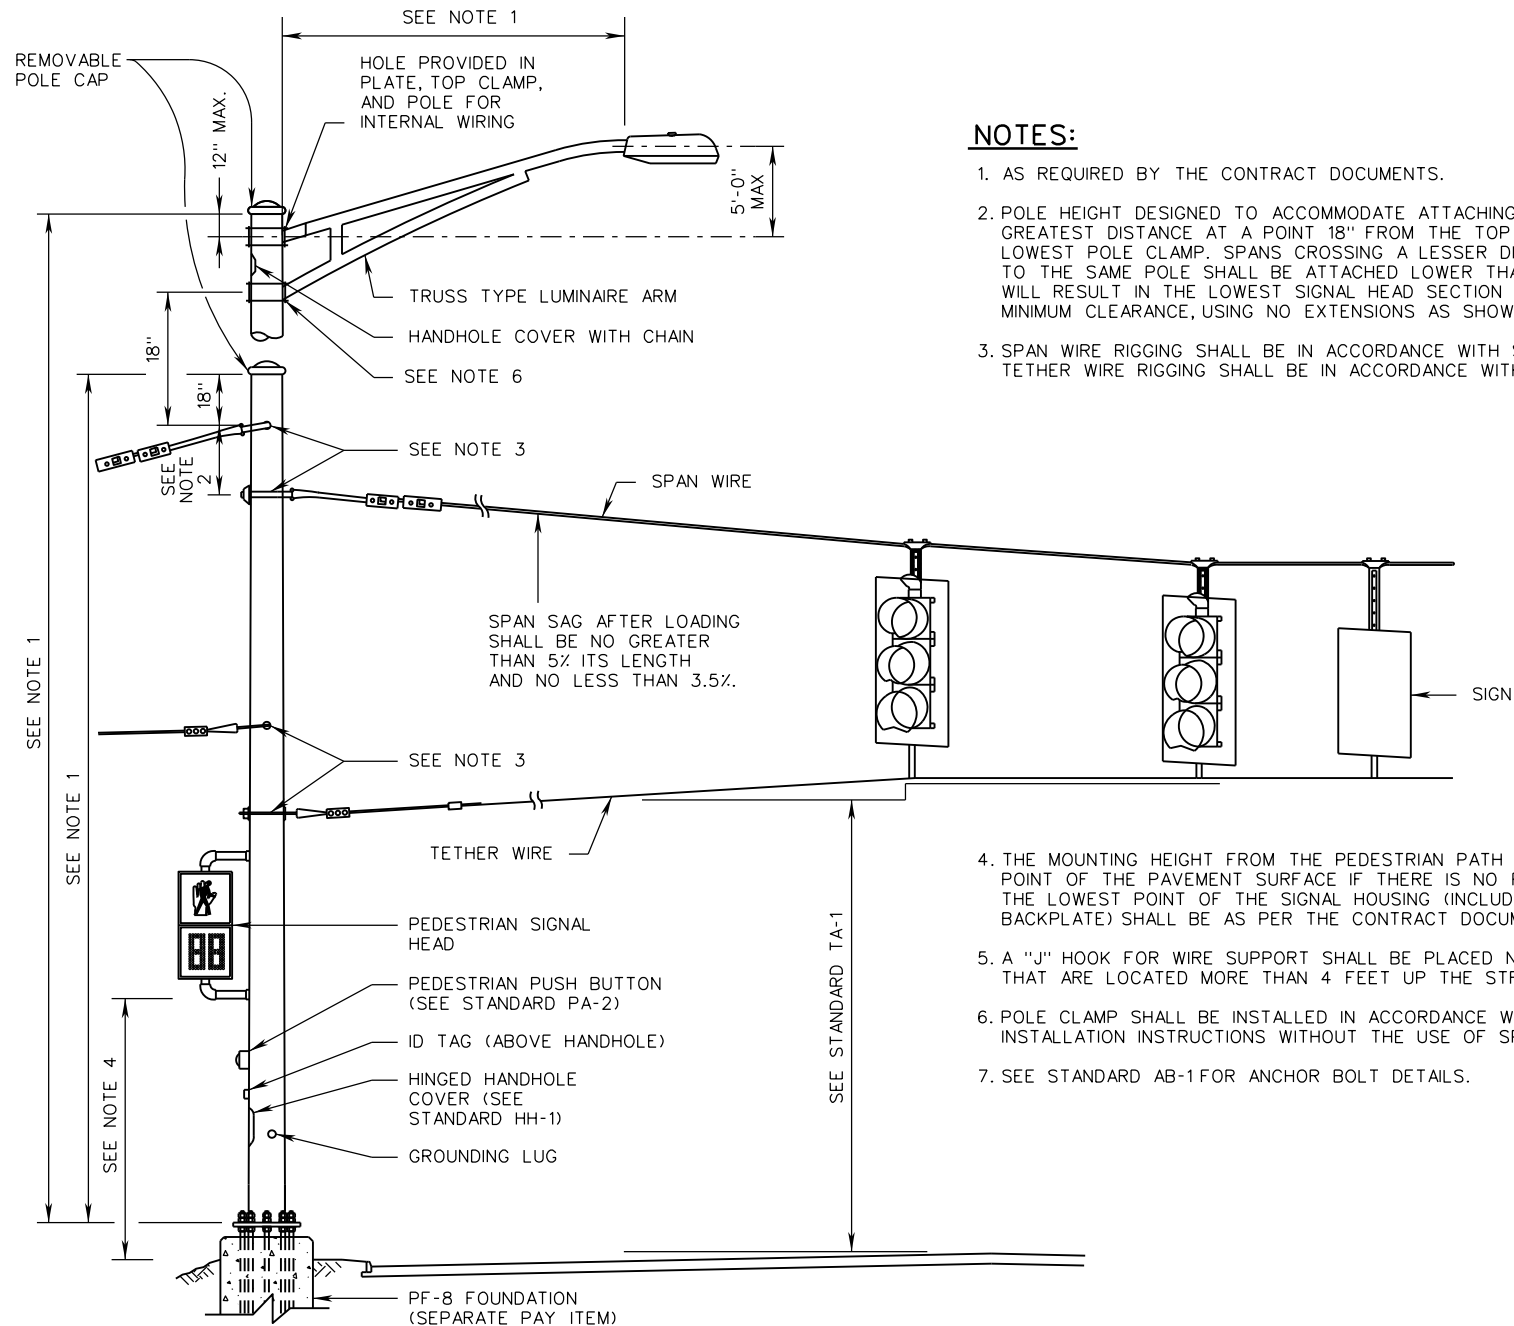 SEE NOTE 1
REMOVABLE
POLE CAP
HOLE PROVIDED IN
PLATE, TOP CLAMP,
AND POLE FOR
INTERNAL WIRING
12" MAX.
5'-0"
MAX
TRUSS TYPE LUMINAIRE ARM
HANDHOLE COVER WITH CHAIN
SEE NOTE 6
18"
18"
SEE NOTE 3
SEE
NOTE
2
SPAN WIRE
SPAN SAG AFTER LOADING
SHALL BE NO GREATER
THAN 5% ITS LENGTH
AND NO LESS THAN 3.5%.
SIGN
SEE NOTE 1
SEE NOTE 1
SEE NOTE 3
TETHER WIRE
88
PEDESTRIAN SIGNAL
HEAD
PEDESTRIAN PUSH BUTTON
(SEE STANDARD PA-2)
ID TAG (ABOVE HANDHOLE)
HINGED HANDHOLE
COVER (SEE
STANDARD HH-1)
GROUNDING LUG
SEE NOTE 4
SEE STANDARD TA-1
PF-8 FOUNDATION
(SEPARATE PAY ITEM)
NOTES:
1. AS REQUIRED BY THE CONTRACT DOCUMENTS.
2. POLE HEIGHT DESIGNED TO ACCOMMODATE ATTACHING
GREATEST DISTANCE AT A POINT 18" FROM THE TOP
LOWEST POLE CLAMP. SPANS CROSSING A LESSER
TO THE SAME POLE SHALL BE ATTACHED LOWER
WILL RESULT IN THE LOWEST SIGNAL HEAD SECTION
MINIMUM CLEARANCE, USING NO EXTENSIONS AS
3. SPAN WIRE RIGGING SHALL BE IN ACCORDANCE WITH
TETHER WIRE RIGGING SHALL BE IN ACCORDANCE
4. THE MOUNTING HEIGHT FROM THE PEDESTRIAN PATH
POINT OF THE PAVEMENT SURFACE IF THERE IS NO
THE LOWEST POINT OF THE SIGNAL HOUSING
BACKPLATE) SHALL BE AS PER THE CONTRACT
5. A "J" HOOK FOR WIRE SUPPORT SHALL BE PLACED
THAT ARE LOCATED MORE THAN 4 FEET UP THE
6. POLE CLAMP SHALL BE INSTALLED IN ACCORDANCE
INSTALLATION INSTRUCTIONS WITHOUT THE USE OF
7. SEE STANDARD AB-1 FOR ANCHOR BOLT DETAILS.